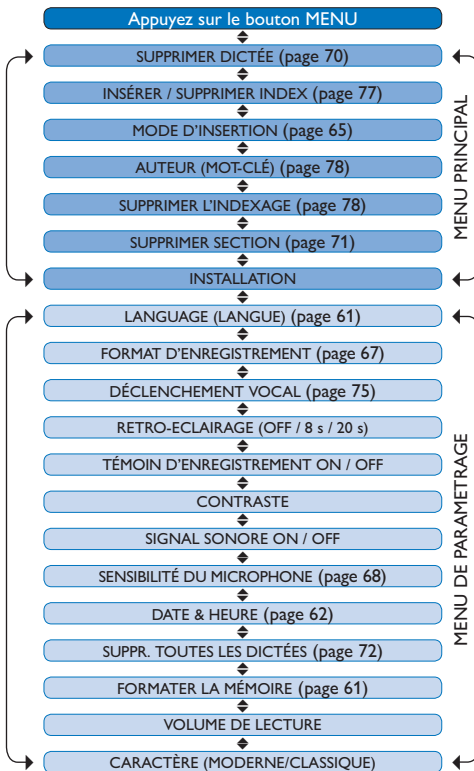 Appuyez sur le bouton MENU
SUPPRIMER DICTÉE (page 70)
INSÉRER / SUPPRIMER INDEX (page 77)
MODE D'INSERTION (page 65)
AUTEUR (MOT-CLÉ) (page 78)
SUPPRIMER L'INDEXAGE (page 78)
SUPPRIMER SECTION (page 71)
INSTALLATION
MENU PRINCIPAL
LANGUAGE (LANGUE) (page 61)
FORMAT D'ENREGISTREMENT (page 67)
DÉCLENCHEMENT VOCAL (page 75)
RETRO-ECLAIRAGE (OFF / 8 s / 20 s)
TÉMOIN D'ENREGISTREMENT ON / OFF
CONTRASTE
SIGNAL SONORE ON / OFF
SENSIBILITÉ DU MICROPHONE (page 68)
DATE & HEURE (page 62)
SUPPR. TOUTES LES DICTÉES (page 72)
FORMATER LA MÉMOIRE (page 61)
VOLUME DE LECTURE
CARACTÈRE (MODERNE/CLASSIQUE)
MENU DE PARAMETRAGE